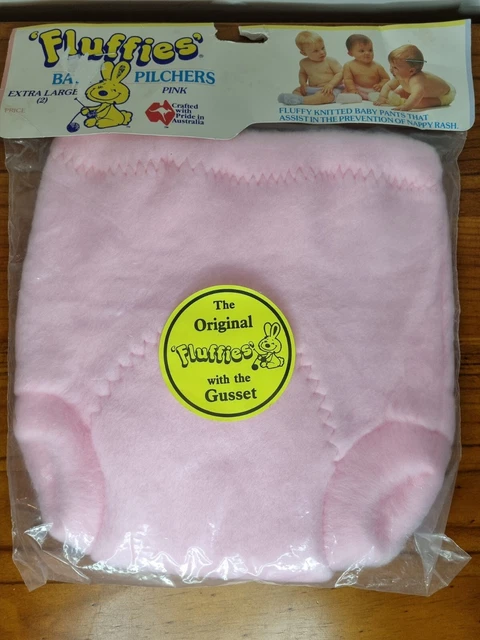 'Fluffies'®
BA. PILCHERS
EXTRA LARGE
(2)
PINK
PRICE
Crafted
with
Pride in
Australia
FLUFFY KNITTED BABY PANTS THAT
ASSIST IN THE PREVENTION OF NAPPY RASH.
The
Original
'Fluffies'
with the
Gusset